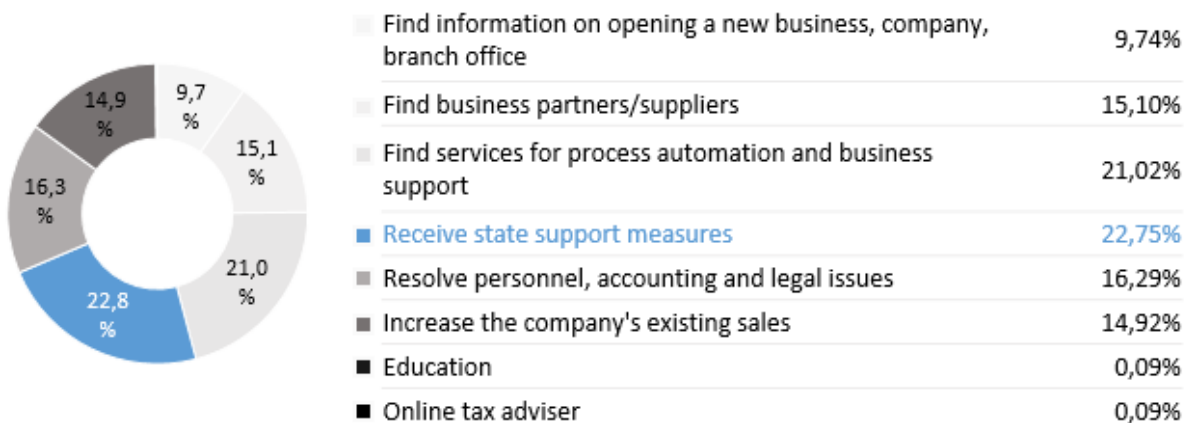 14,9
%
9,7
%
15,1
%
16,3
%
21,0
%
22,8
%
Find information on opening a new business, company,
branch office
9,74%
Find business partners/suppliers 15,10%
Find services for process automation and business
support
21,02%
Receive state support measures 22,75%
Resolve personnel, accounting and legal issues 16,29%
Increase the company's existing sales 14,92%
Education 0,09%
Online tax adviser 0,09%